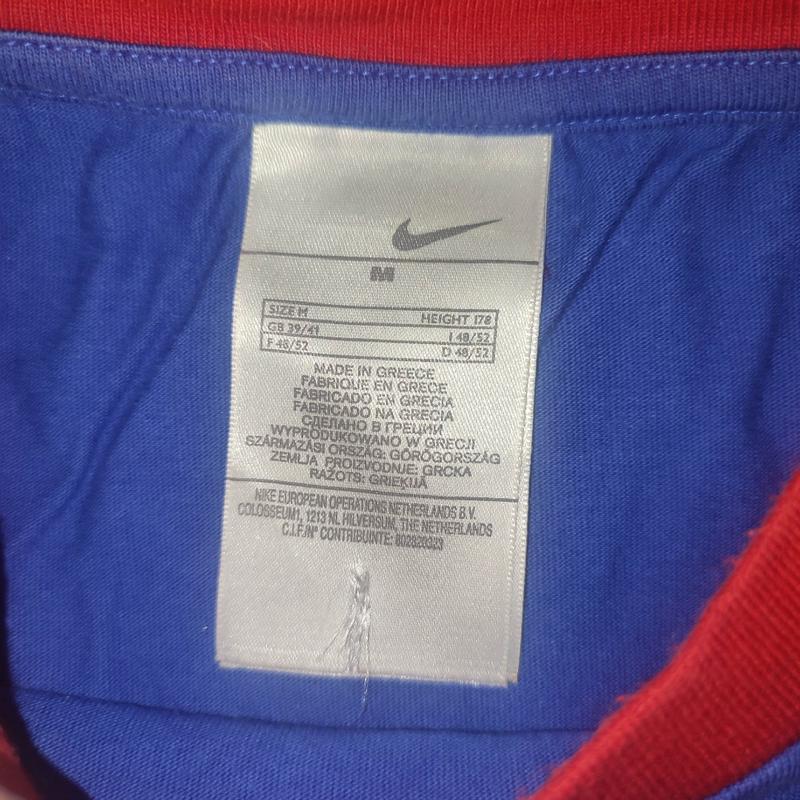 M
SIZE M HEIGHT 178
GB 39/41 I 48/52
F 48/52 D 48/52
MADE IN GREECE
FABRIQUE EN GRECE
FABRICADO EN GRECIA
FABRICADO NA GRECIA
СДЕЛАНО В ГРЕЦИИ
WYPRODUKOWANO W GRECJI
SZÁRMAZÁSI ORSZÁG: GÖRÖGORSZÁG
ZEMLJA PROIZVODNJE: GRCKA
RAŽOTS: GRIEĶIJĀ
NIKE EUROPEAN OPERATIONS NETHERLANDS B.V.
COLOSSEUM1, 1213 NL HILVERSUM, THE NETHERLANDS
C.I.F./N° CONTRIBUINTE: